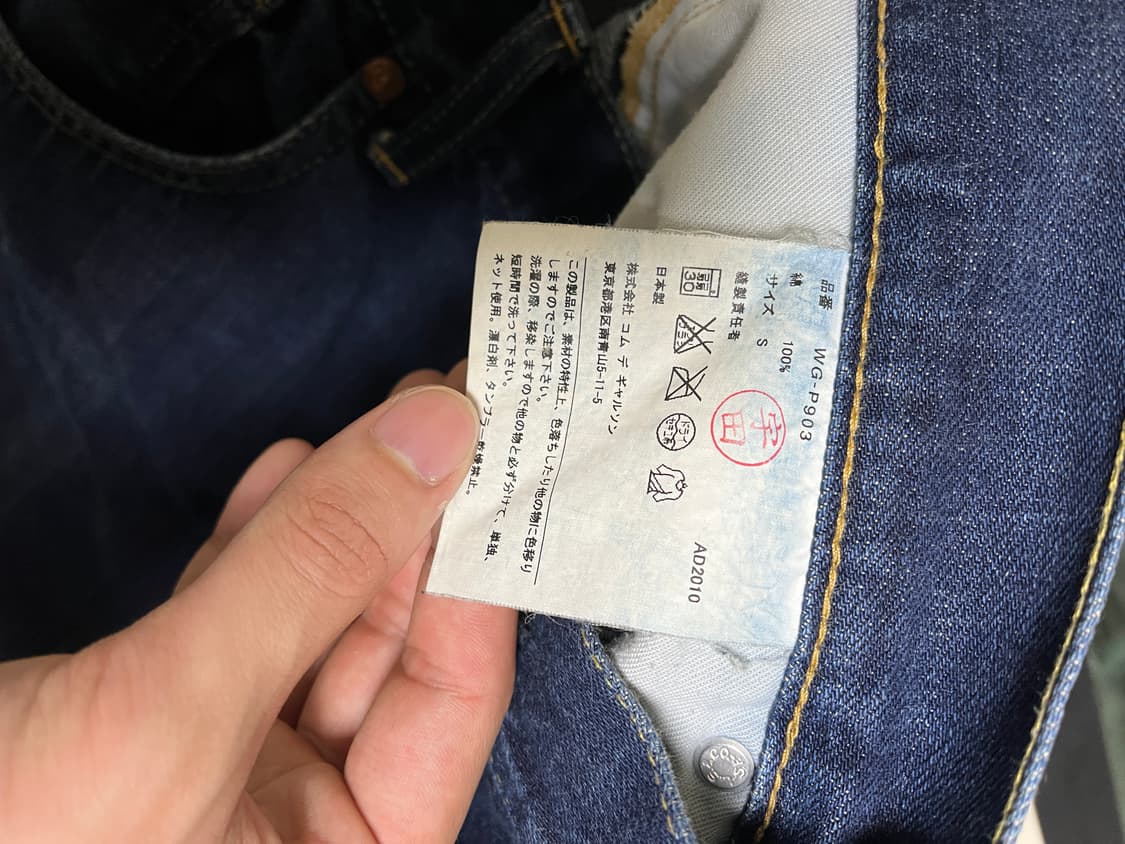 品番 WG-P903
綿 100%
サイズ S
縫製責任者 宇田
30
日本製 AD2010
株式会社 コム デ ギャルソン
東京都港区南青山5-11-5
この製品は、素材の特性上、色落ちしたり他の物に色移り
しますのでご注意下さい。
洗濯の際、移染しますので他の物と必ず分けて、単独、
短時間で洗って下さい。
ネット使用。漂白剤、タンブラー乾燥禁止。